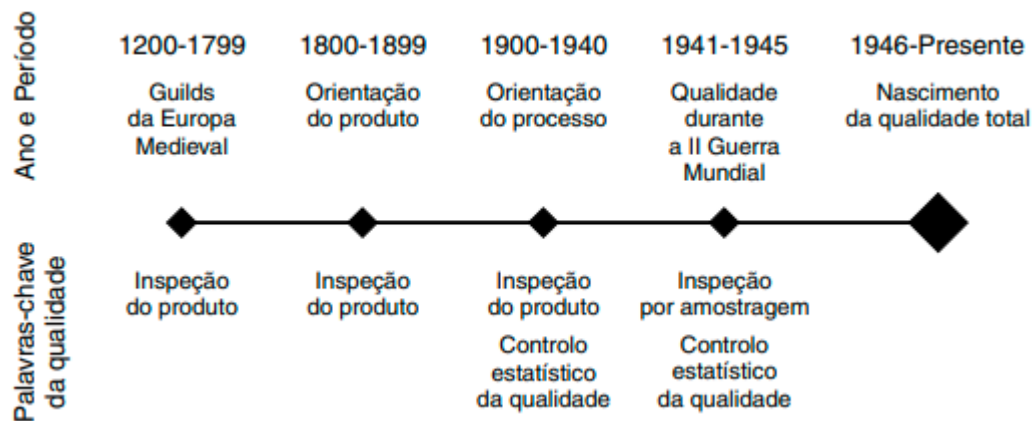 Ano e Período
1200-1799
1800-1899
1900-1940
1941-1945
1946-Presente
Guilds
da Europa
Medieval
Orientação
do produto
Orientação
do processo
Qualidade
durante
a II Guerra
Mundial
Nascimento
da qualidade total
Palavras-chave
da qualidade
Inspeção
do produto
Inspeção
do produto
Inspeção
do produto
Controlo
estatístico
da qualidade
Inspeção
por amostragem
Controlo
estatístico
da qualidade